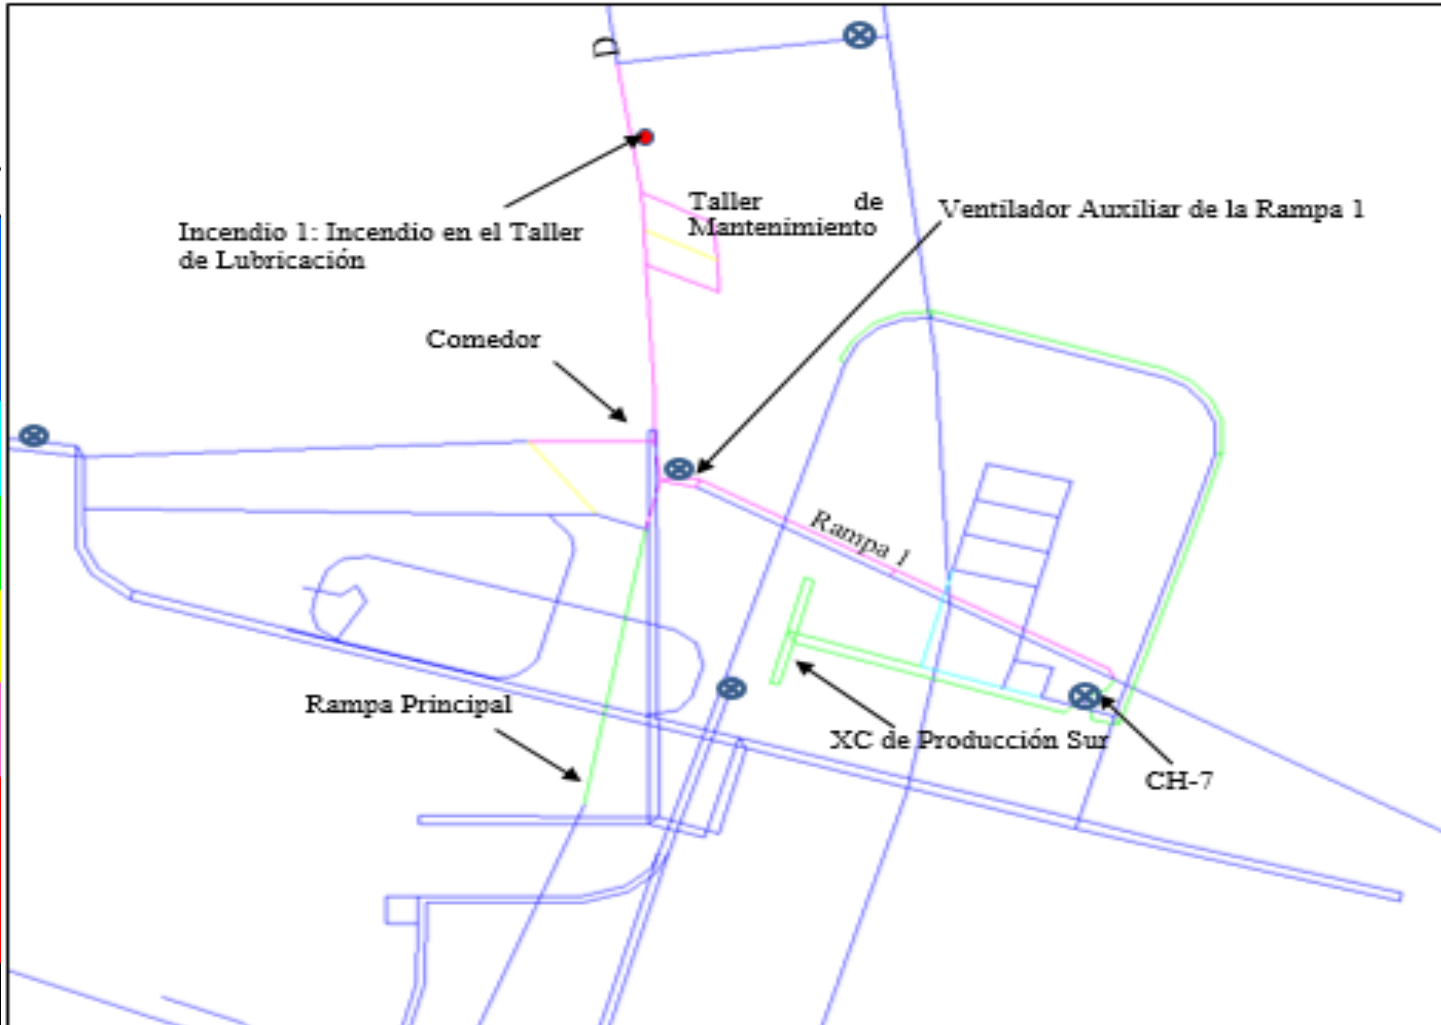 D
Taller de
Mantenimiento
Ventilador Auxiliar de la Rampa 1
Incendio 1: Incendio en el Taller
de Lubricación
Comedor
Rampa 1
Rampa Principal
XC de Producción Sur
CH-7